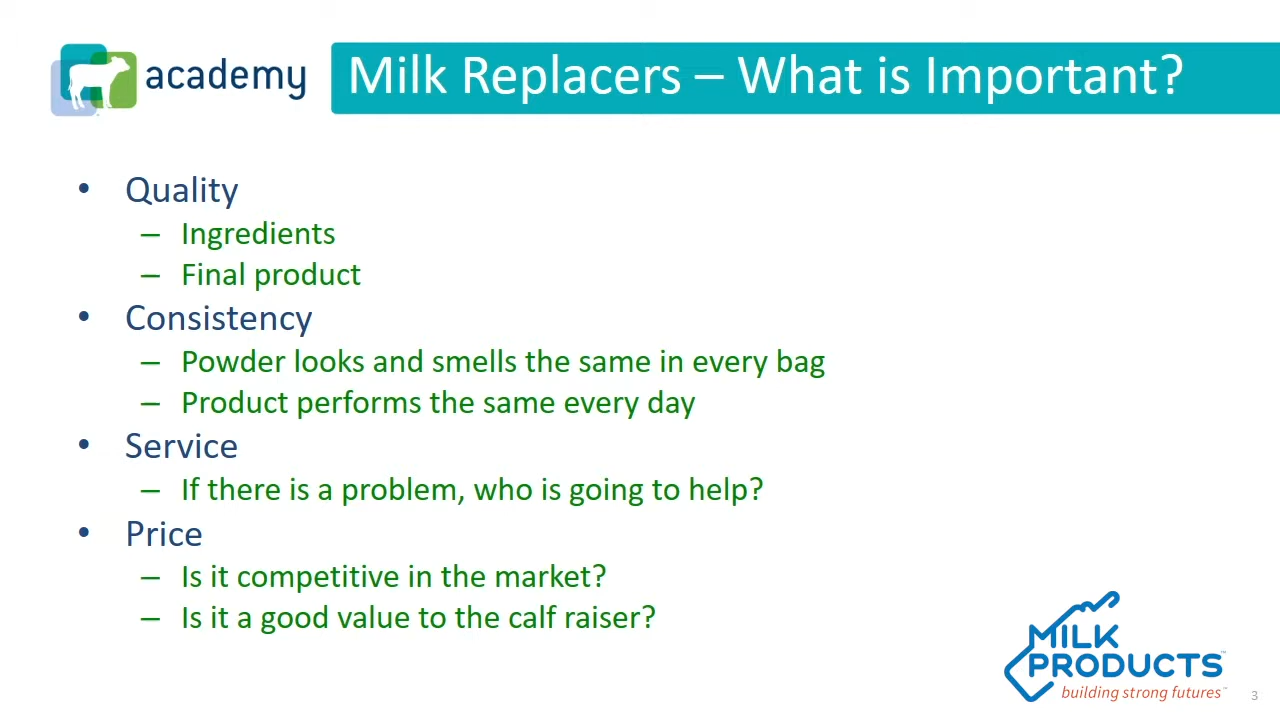 academy
Milk Replacers – What is Important?
• Quality
– Ingredients
– Final product
• Consistency
– Powder looks and smells the same in every bag
– Product performs the same every day
• Service
– If there is a problem, who is going to help?
• Price
– Is it competitive in the market?
– Is it a good value to the calf raiser?
MILK
PRODUCTS™
building strong futures™
3